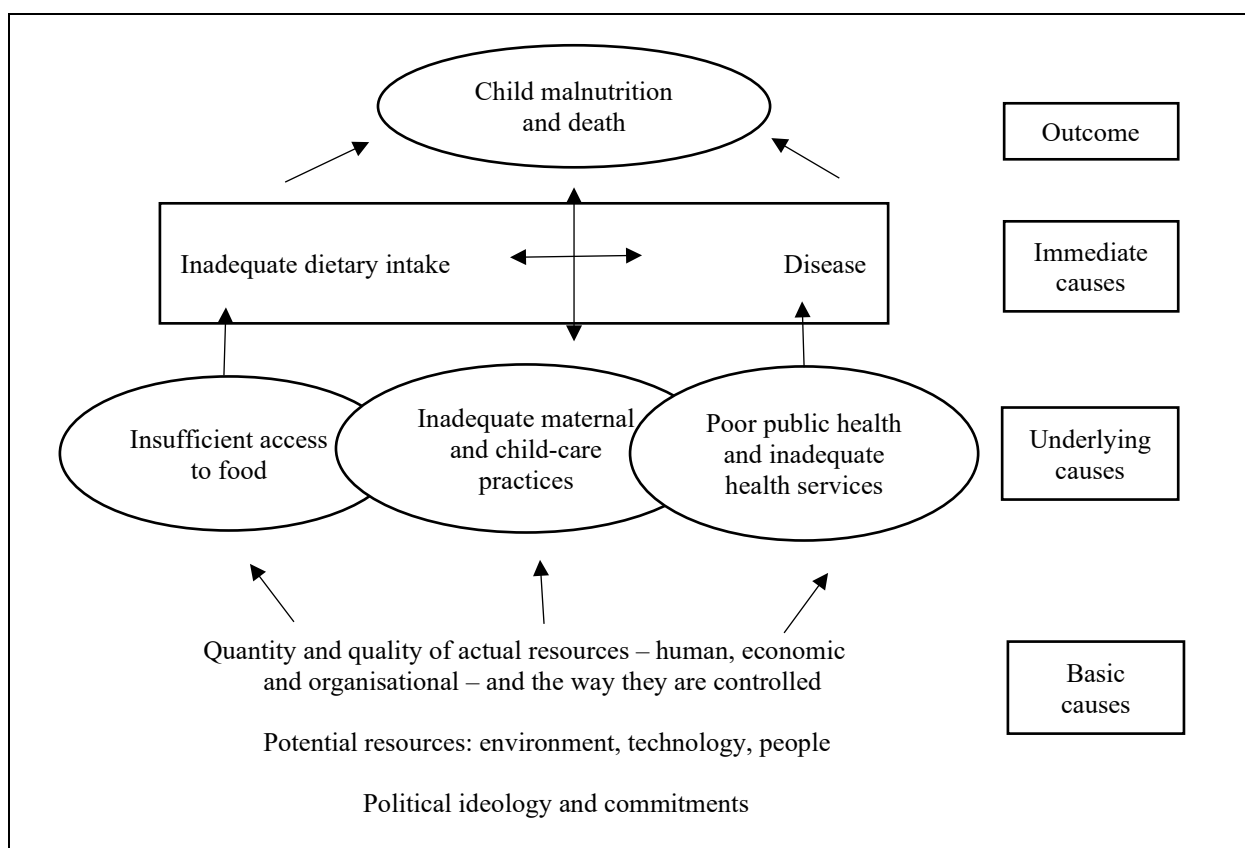 Child malnutrition
and death
Outcome
Inadequate dietary intake
Disease
Immediate
causes
Insufficient access
to food
Inadequate maternal
and child-care
practices
Poor public health
and inadequate
health services
Underlying
causes
Quantity and quality of actual resources – human, economic
and organisational – and the way they are controlled
Potential resources: environment, technology, people
Political ideology and commitments
Basic
causes